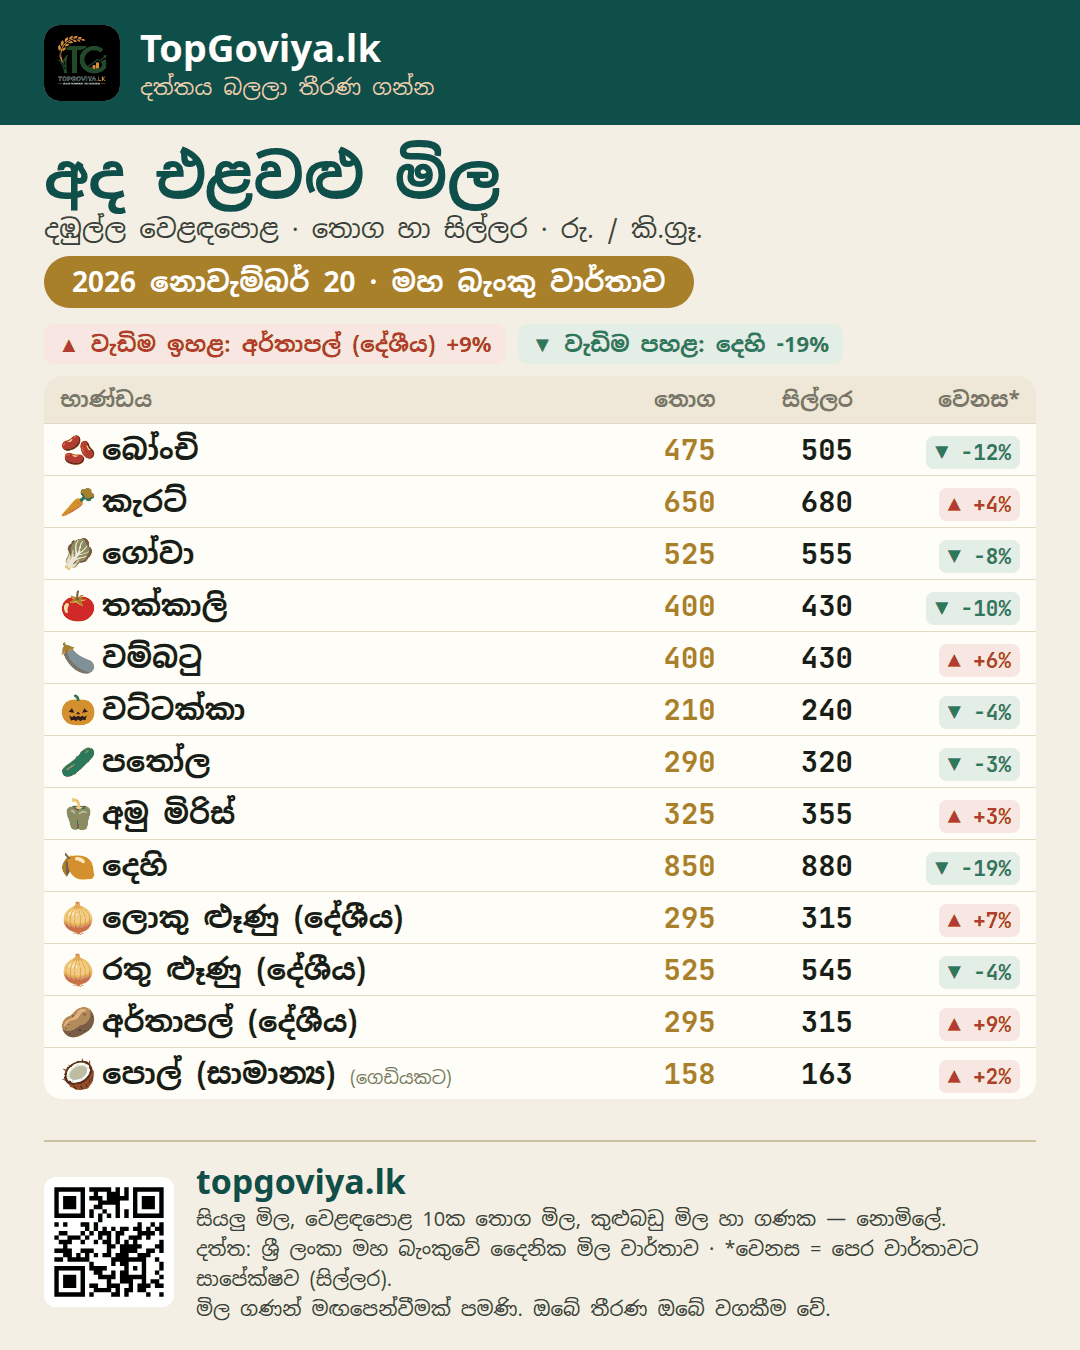 TopGoviya.lk
දත්තය බලලා තීරණ ගන්න
TG
TOPGOVIYA.LK
අද එළවළු මිල
දඹුල්ල වෙළඳපොළ · තොග හා සිල්ලර · රු. / කි.ග්‍රෑ.
2026 නොවැම්බර් 20 · මහ බැංකු වාර්තාව
▲ වැඩිම ඉහළ: අර්තාපල් (දේශීය) +9% ▼ වැඩිම පහළ: දෙහි -19%
භාණ්ඩය තොග සිල්ලර වෙනස*
බෝංචි 475 505 ▼ -12%
කැරට් 650 680 ▲ +4%
ගෝවා 525 555 ▼ -8%
තක්කාලි 400 430 ▼ -10%
වම්බටු 400 430 ▲ +6%
වට්ටක්කා 210 240 ▼ -4%
පතෝල 290 320 ▼ -3%
අමු මිරිස් 325 355 ▲ +3%
දෙහි 850 880 ▼ -19%
ලොකු ළූණු (දේශීය) 295 315 ▲ +7%
රතු ළූණු (දේශීය) 525 545 ▼ -4%
අර්තාපල් (දේශීය) 295 315 ▲ +9%
පොල් (සාමාන්‍ය) (ගෙඩියකට) 158 163 ▲ +2%
topgoviya.lk
සියලු මිල, වෙළඳපොළ 10ක තොග මිල, කුළුබඩු මිල හා ගණක — නොමිලේ.
දත්ත: ශ්‍රී ලංකා මහ බැංකුවේ දෛනික මිල වාර්තාව · *වෙනස = පෙර වාර්තාවට
සාපේක්ෂව (සිල්ලර).
මිල ගණන් මඟපෙන්වීමක් පමණි. ඔබේ තීරණ ඔබේ වගකීම වේ.